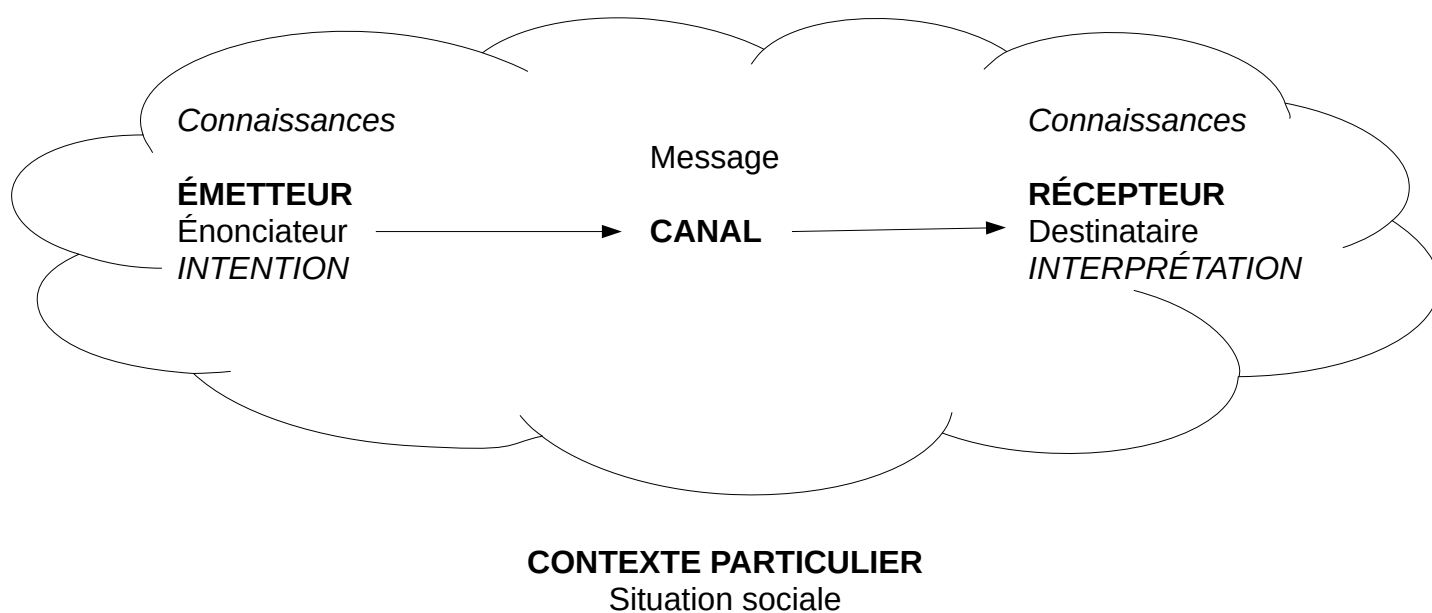 Connaissances
ÉMETTEUR
Énonciateur
INTENTION
Message
CANAL
Connaissances
RÉCEPTEUR
Destinataire
INTERPRÉTATION
CONTEXTE PARTICULIER
Situation sociale